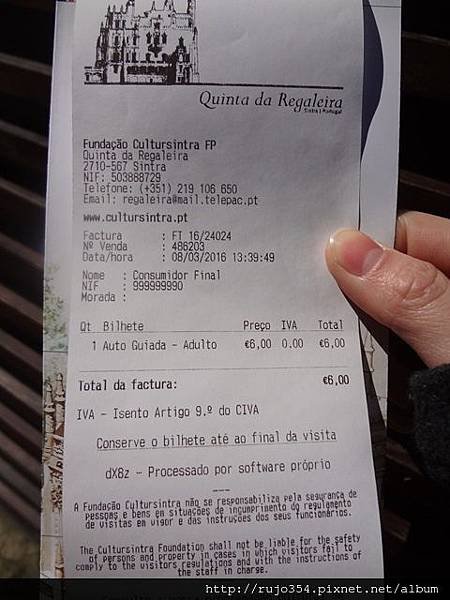 Quinta da Regaleira
Sintra | Portugal
Fundação Cultursintra FP
Quinta da Regaleira
2710-567 Sintra
NIF: 503888729
Telefone: (+351) 219 106 650
Email: regaleira@mail.telepac.pt
www.cultursintra.pt
Factura : FT 16/24024
Nº Venda : 486203
Data/hora : 08/03/2016 13:39:49
Nome : Consumidor Final
NIF : 999999990
Morada :
Qt Bilhete Preço IVA Total
1 Auto Guiada - Adulto €6,00 0.00 €6,00
Total da factura: €6,00
IVA - Isento Artigo 9.º do CIVA
Conserve o bilhete até ao final da visita
dX8z - Processado por software próprio
---
A Fundação Cultursintra não se responsabiliza pela segurança de
pessoas e bens em situações de incumprimento do regulamento
de visitas em vigor e das instruções dos seus funcionários.
The Cultursintra Foundation shall not be liable for the safety
of persons and property in cases in which visitors fail to
comply to the visitors regulations and with the instructions of
the staff in charge.
http://rujo354.pixnet.net/album